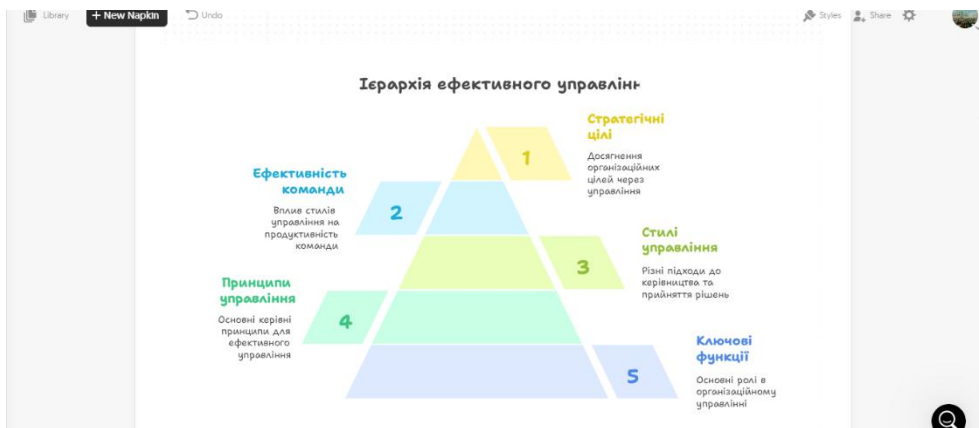 Library
+ New Napkin
Undo
Styles
Share
Ієрархія ефективного управлінн
Стратегічні
цілі
1
Досягнення
організаційних
цілей через
управління
Ефективність
команди
2
Вплив стилів
управління на
продуктивність
команди
Стилі
управління
3
Різні підходи до
керівництва та
прийняття рішень
Принципи
управління
4
Основні керівні
принципи для
ефективного
управління
Ключові
функції
5
Основні ролі в
організаційному
управлінні